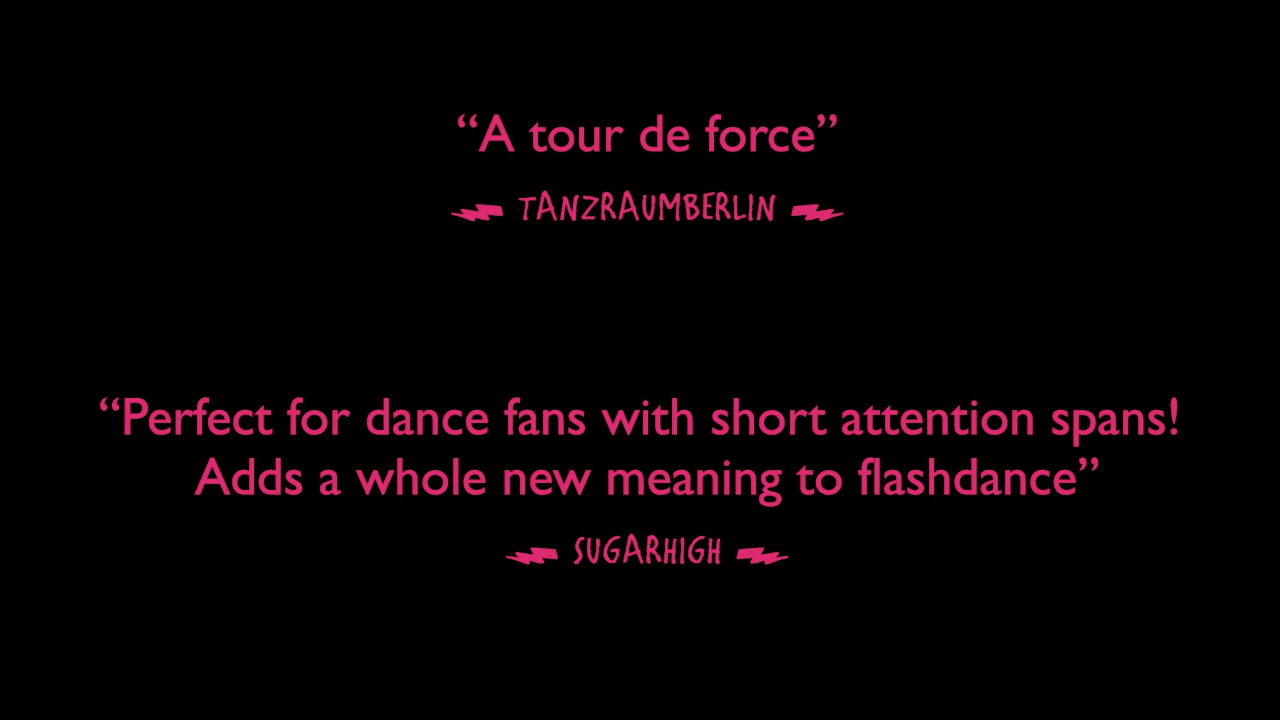 “A tour de force”
TANZRAUMBERLIN
“Perfect for dance fans with short attention spans!
Adds a whole new meaning to flashdance”
SUGARHIGH